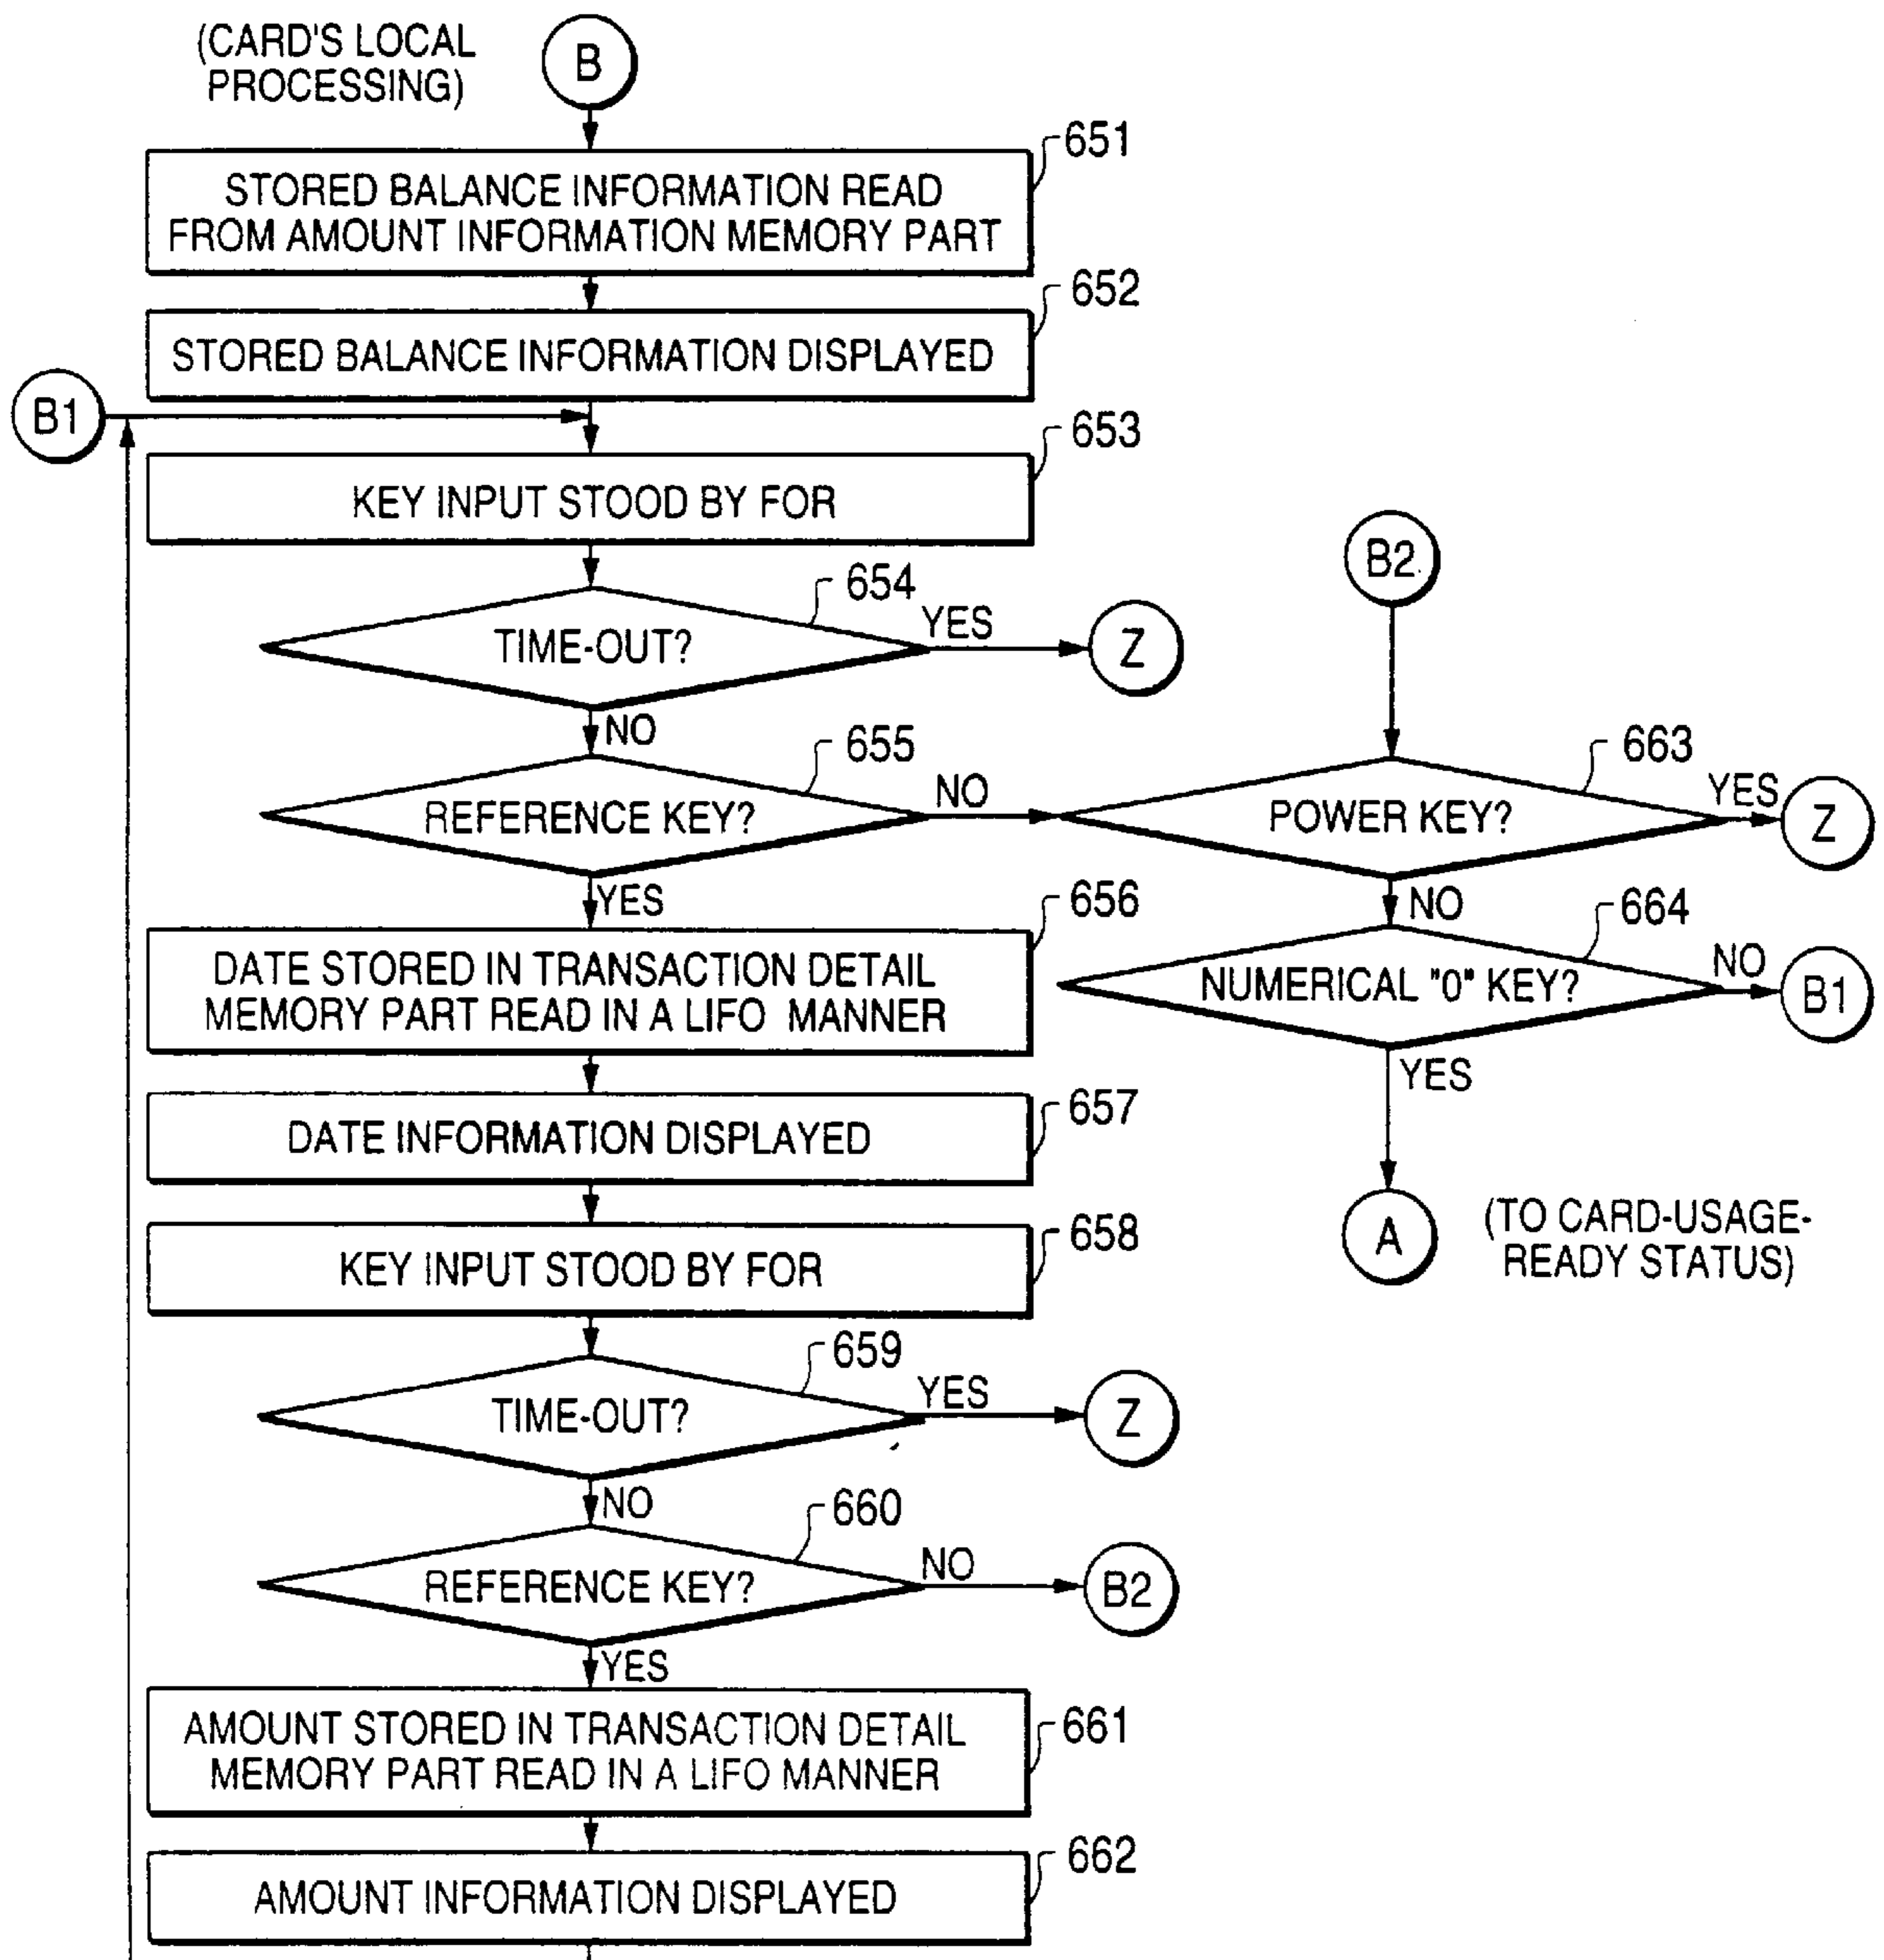 (CARD'S LOCAL
PROCESSING)
B
651
STORED BALANCE INFORMATION READ
FROM AMOUNT INFORMATION MEMORY PART
652
STORED BALANCE INFORMATION DISPLAYED
B1
653
KEY INPUT STOOD BY FOR
654
TIME-OUT?
YES
Z
NO
655
REFERENCE KEY?
NO
YES
656
DATE STORED IN TRANSACTION DETAIL
MEMORY PART READ IN A LIFO MANNER
657
DATE INFORMATION DISPLAYED
658
KEY INPUT STOOD BY FOR
659
TIME-OUT?
YES
Z
NO
660
REFERENCE KEY?
NO
B2
YES
661
AMOUNT STORED IN TRANSACTION DETAIL
MEMORY PART READ IN A LIFO MANNER
662
AMOUNT INFORMATION DISPLAYED
B2
663
POWER KEY?
YES
Z
NO
664
NUMERICAL "0" KEY?
NO
B1
YES
A
(TO CARD-USAGE-
READY STATUS)